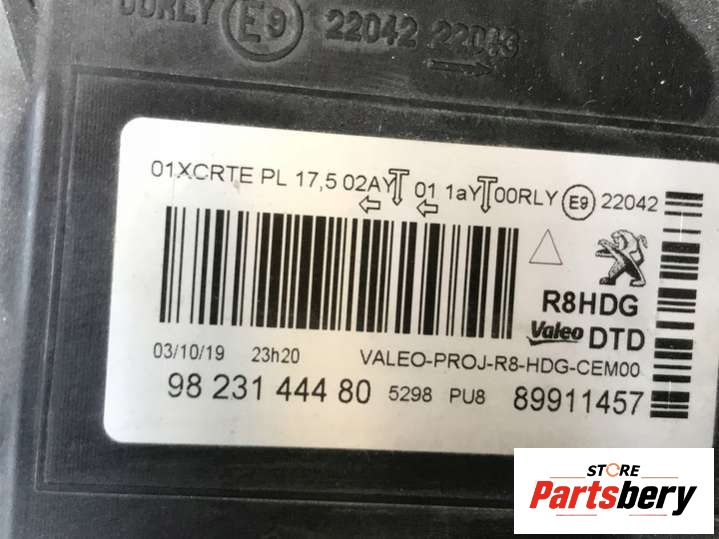 00RLY E9 22042 22043
01XCRTE PL 17,5 02AY 01 1aY 00RLY E9 22042
R8HDG
Valeo DTD
03/10/19 23h20 VALEO-PROJ-R8-HDG-CEM00
98 231 444 80 5298 PU8 89911457
STORE
Partsbery